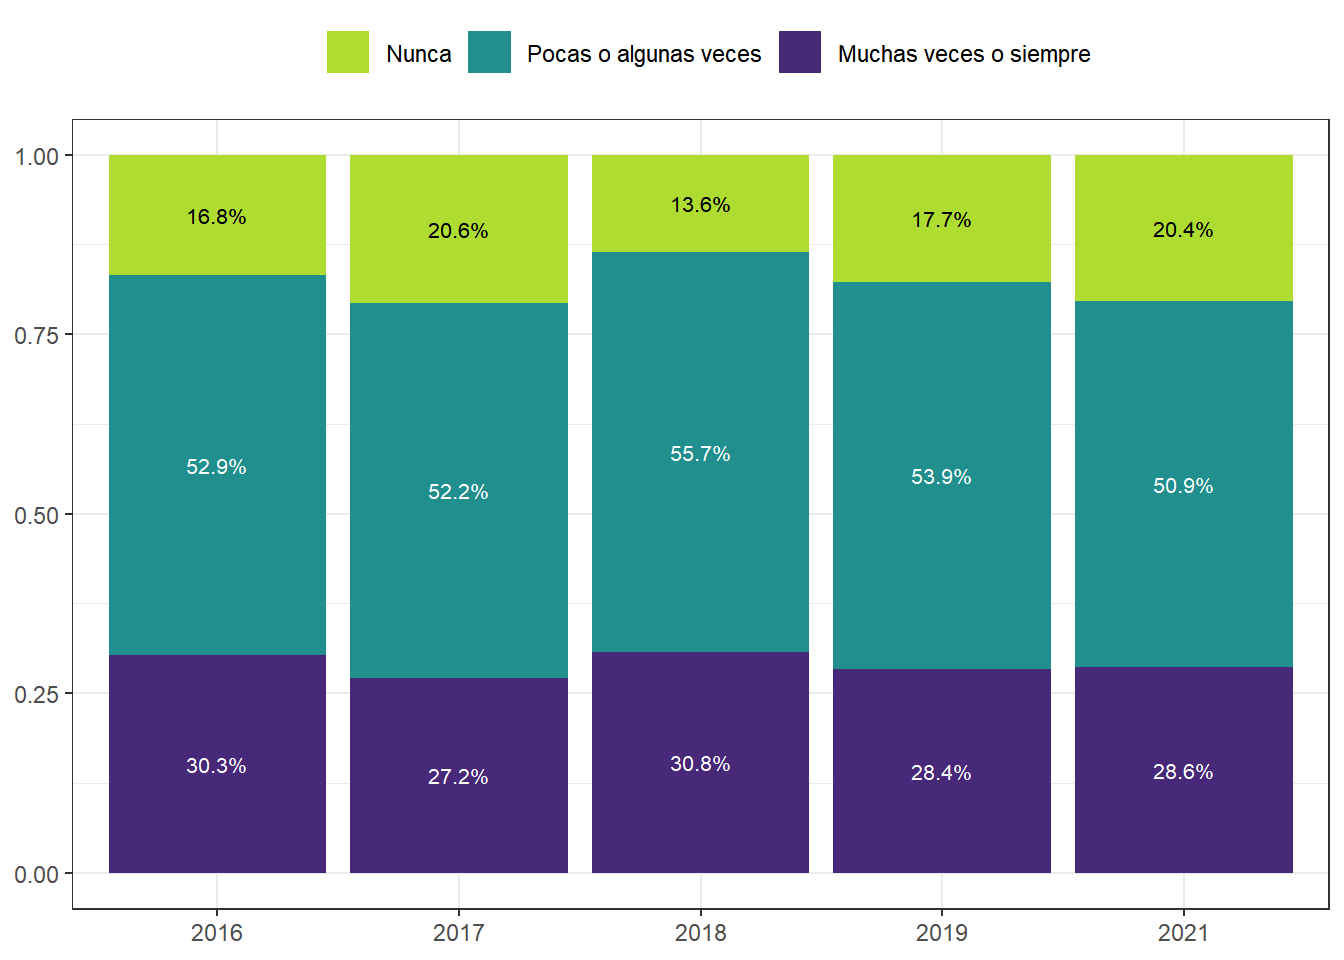 Nunca Pocas o algunas veces Muchas veces o siempre
1.00
16.8% 20.6% 13.6% 17.7% 20.4%
0.75
52.9% 52.2% 55.7% 53.9% 50.9%
0.50
0.25
30.3% 27.2% 30.8% 28.4% 28.6%
0.00
2016 2017 2018 2019 2021